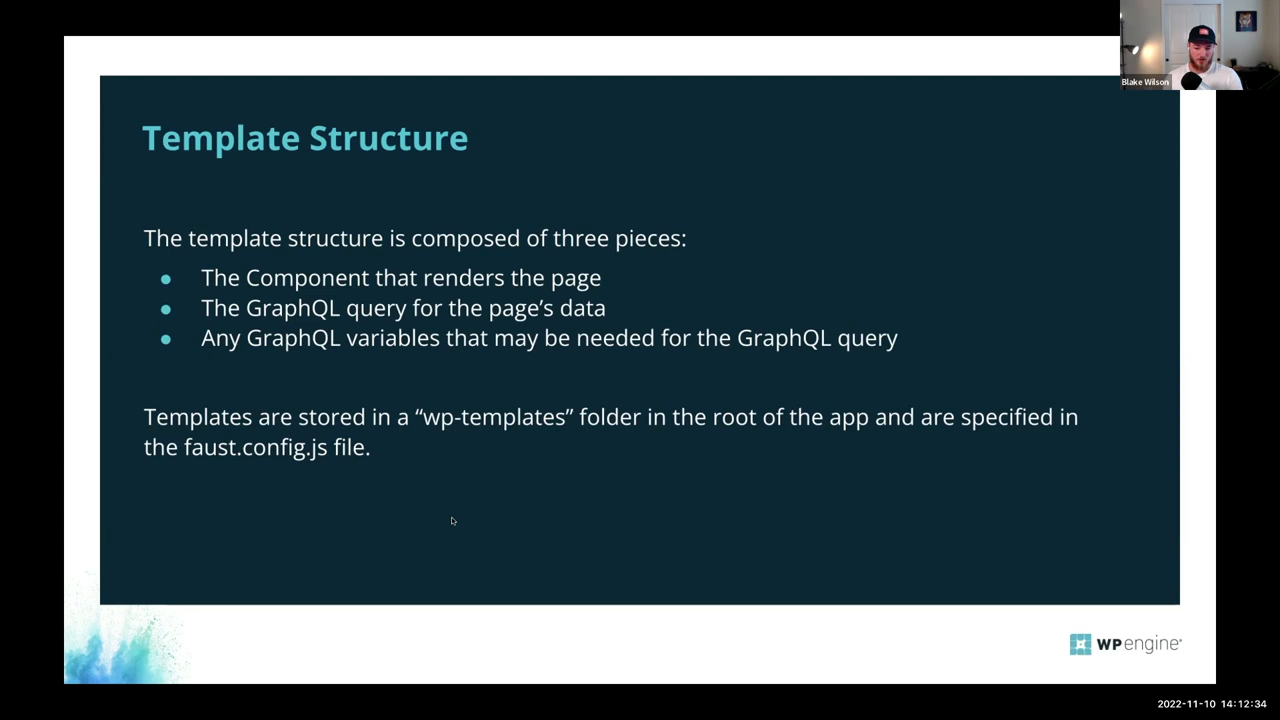 Blake Wilson
Template Structure
The template structure is composed of three pieces:
● The Component that renders the page
● The GraphQL query for the page’s data
● Any GraphQL variables that may be needed for the GraphQL query
Templates are stored in a “wp-templates” folder in the root of the app and are specified in
the faust.config.js file.
WPengine
2022-11-10 14:12:34